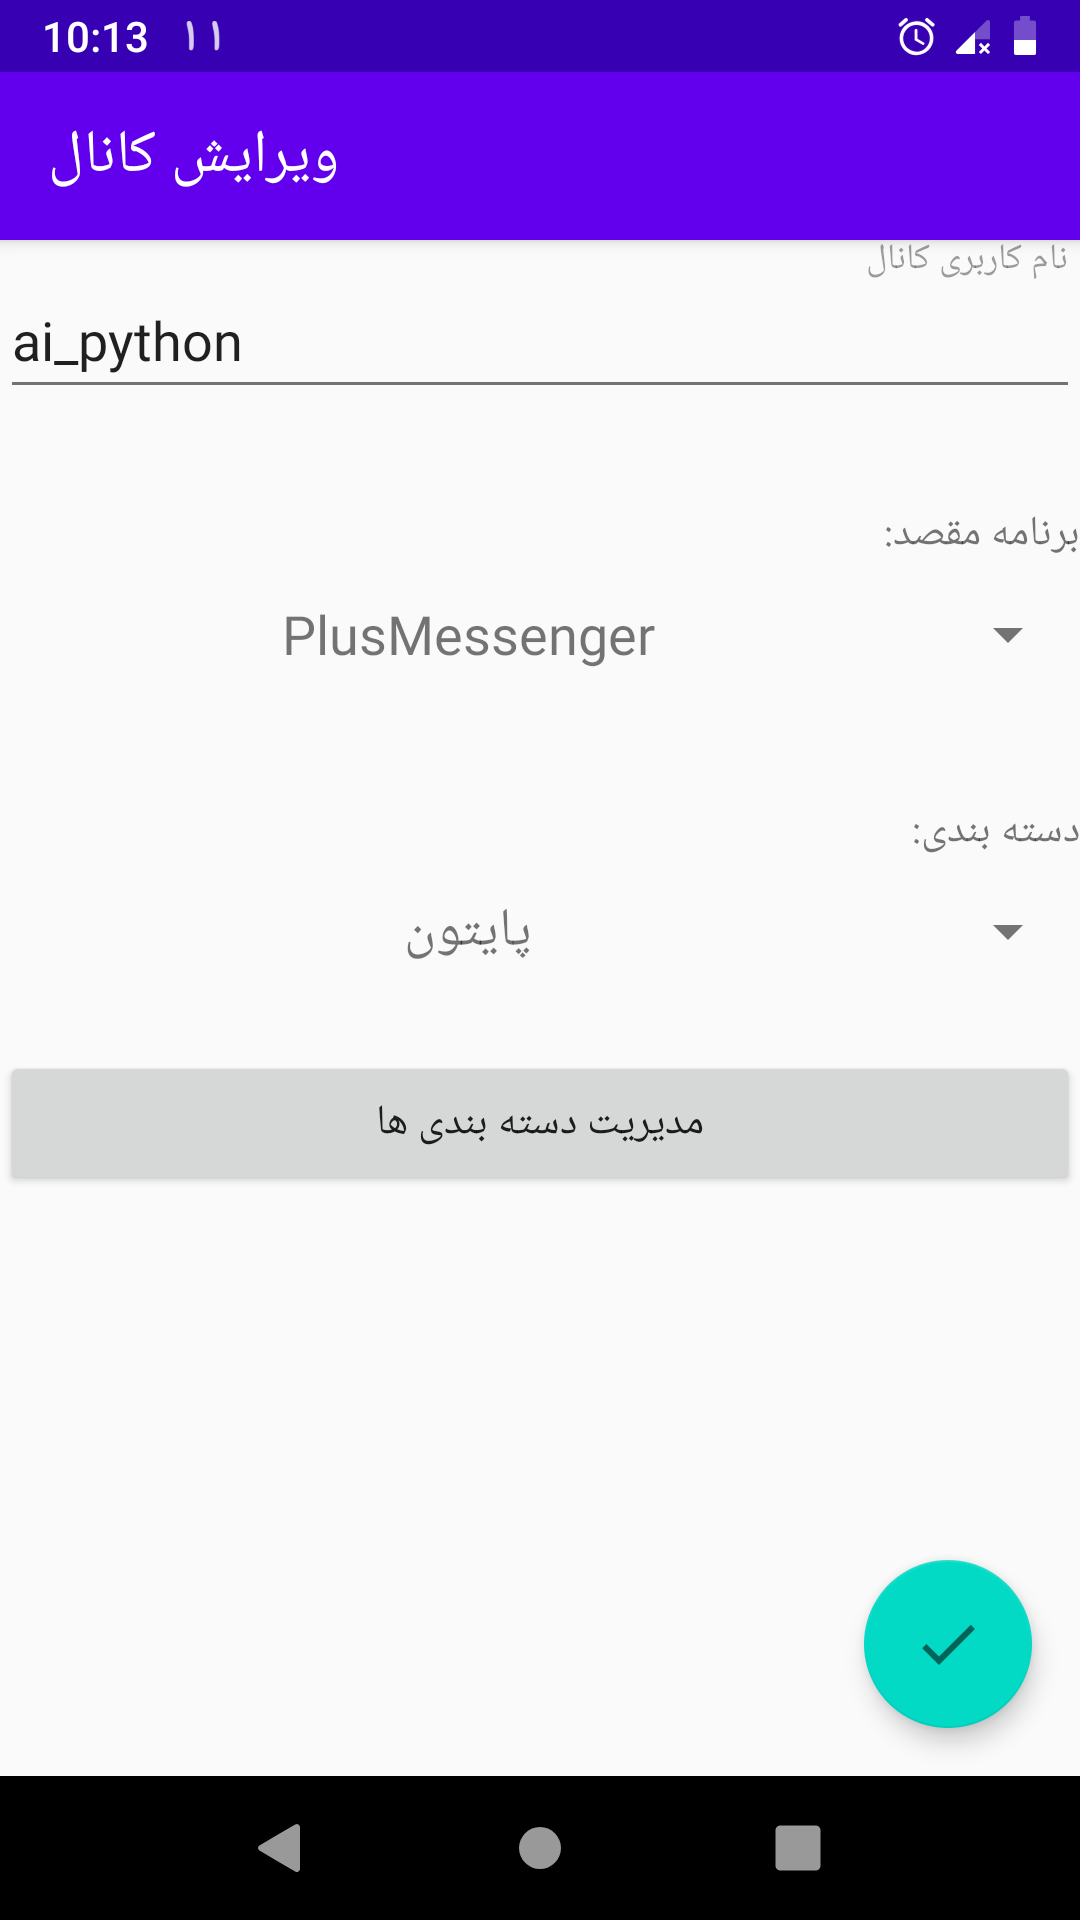 10:13 ۱۱
ویرایش کانال
نام کاربری کانال
ai_python
برنامه مقصد:
PlusMessenger
دسته بندی:
پایتون
مدیریت دسته بندی ها